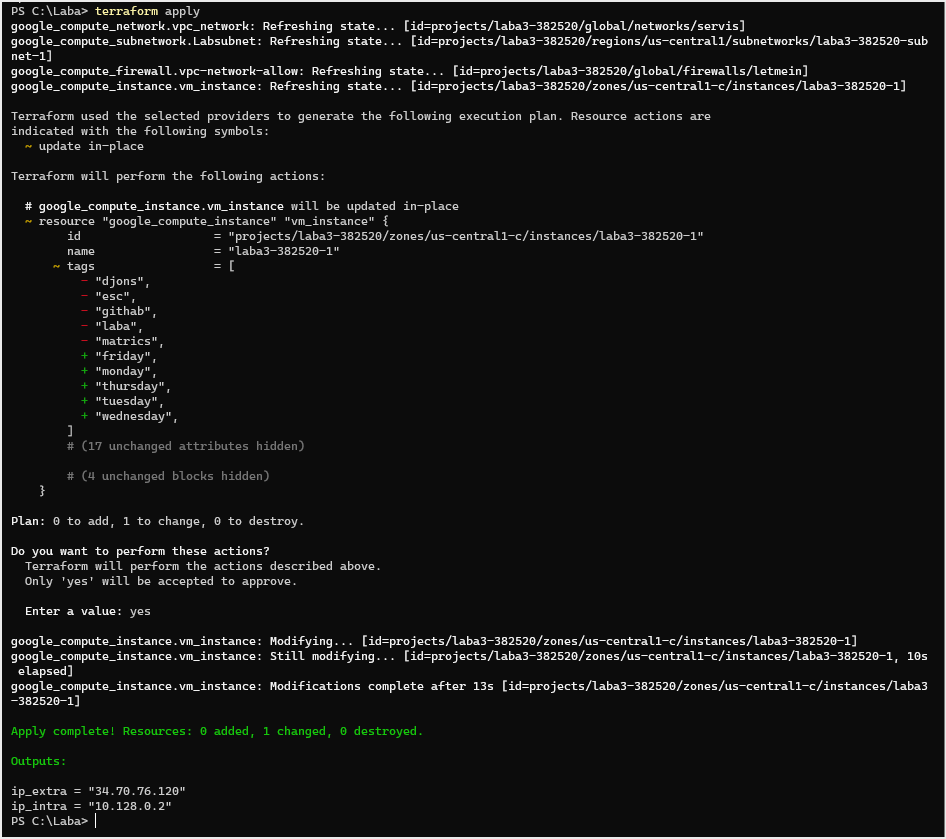 PS C:\Laba> terraform apply
google_compute_network.vpc_network: Refreshing state... [id=projects/laba3-382520/global/networks/servis]
google_compute_subnetwork.Labsubnet: Refreshing state... [id=projects/laba3-382520/regions/us-central1/subnetworks/laba3-382520-sub
net-1]
google_compute_firewall.vpc-network-allow: Refreshing state... [id=projects/laba3-382520/global/firewalls/letmein]
google_compute_instance.vm_instance: Refreshing state... [id=projects/laba3-382520/zones/us-central1-c/instances/laba3-382520-1]

Terraform used the selected providers to generate the following execution plan. Resource actions are
indicated with the following symbols:
  ~ update in-place

Terraform will perform the following actions:

  # google_compute_instance.vm_instance will be updated in-place
  ~ resource "google_compute_instance" "vm_instance" {
        id                   = "projects/laba3-382520/zones/us-central1-c/instances/laba3-382520-1"
        name                 = "laba3-382520-1"
      ~ tags                 = [
          - "djons",
          - "esc",
          - "githab",
          - "laba",
          - "matrics",
          + "friday",
          + "monday",
          + "thursday",
          + "tuesday",
          + "wednesday",
        ]
        # (17 unchanged attributes hidden)

        # (4 unchanged blocks hidden)
    }

Plan: 0 to add, 1 to change, 0 to destroy.

Do you want to perform these actions?
  Terraform will perform the actions described above.
  Only 'yes' will be accepted to approve.

  Enter a value: yes

google_compute_instance.vm_instance: Modifying... [id=projects/laba3-382520/zones/us-central1-c/instances/laba3-382520-1]
google_compute_instance.vm_instance: Still modifying... [id=projects/laba3-382520/zones/us-central1-c/instances/laba3-382520-1, 10s
 elapsed]
google_compute_instance.vm_instance: Modifications complete after 13s [id=projects/laba3-382520/zones/us-central1-c/instances/laba3
-382520-1]

Apply complete! Resources: 0 added, 1 changed, 0 destroyed.

Outputs:

ip_extra = "34.70.76.120"
ip_intra = "10.128.0.2"
PS C:\Laba>